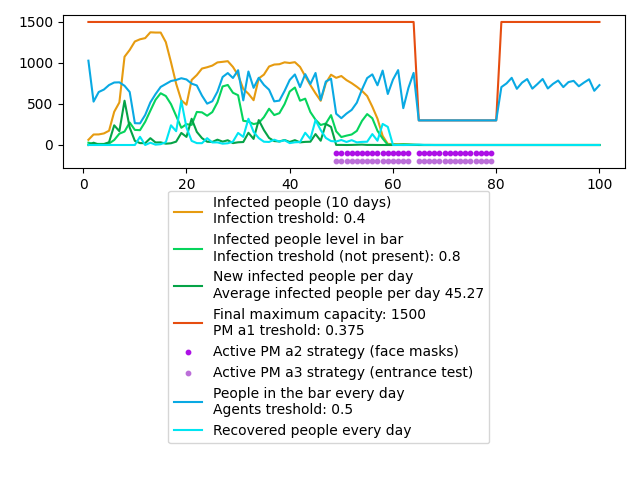 1500
1000
500
0
0
20
40
60
80
100
Infected people (10 days)
Infection treshold: 0.4
Infected people level in bar
Infection treshold (not present): 0.8
New infected people per day
Average infected people per day 45.27
Final maximum capacity: 1500
PM a1 treshold: 0.375
Active PM a2 strategy (face masks)
Active PM a3 strategy (entrance test)
People in the bar every day
Agents treshold: 0.5
Recovered people every day